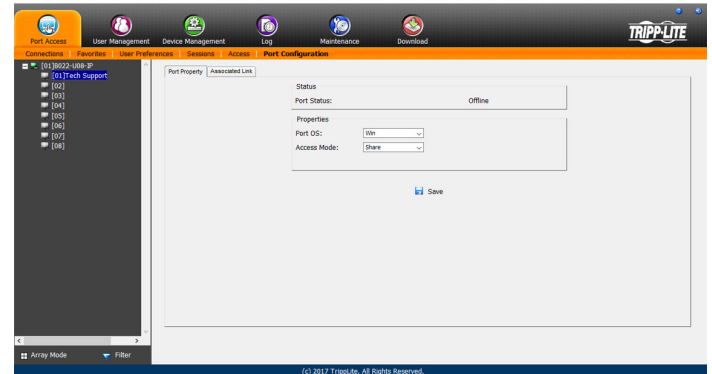 TRIPP·LITE
Port Access User Management Device Management Log Maintenance Download
Connections Favorites User Preferences Sessions Access Port Configuration
[01]B022-U08-IP
[01]Tech Support
[02]
[03]
[04]
[05]
[06]
[07]
[08]
Port Property Associated Link
Status
Port Status: Offline
Properties
Port OS: Win
Access Mode: Share
Save
Array Mode Filter
(c) 2017 TrippLite. All Rights Reserved.